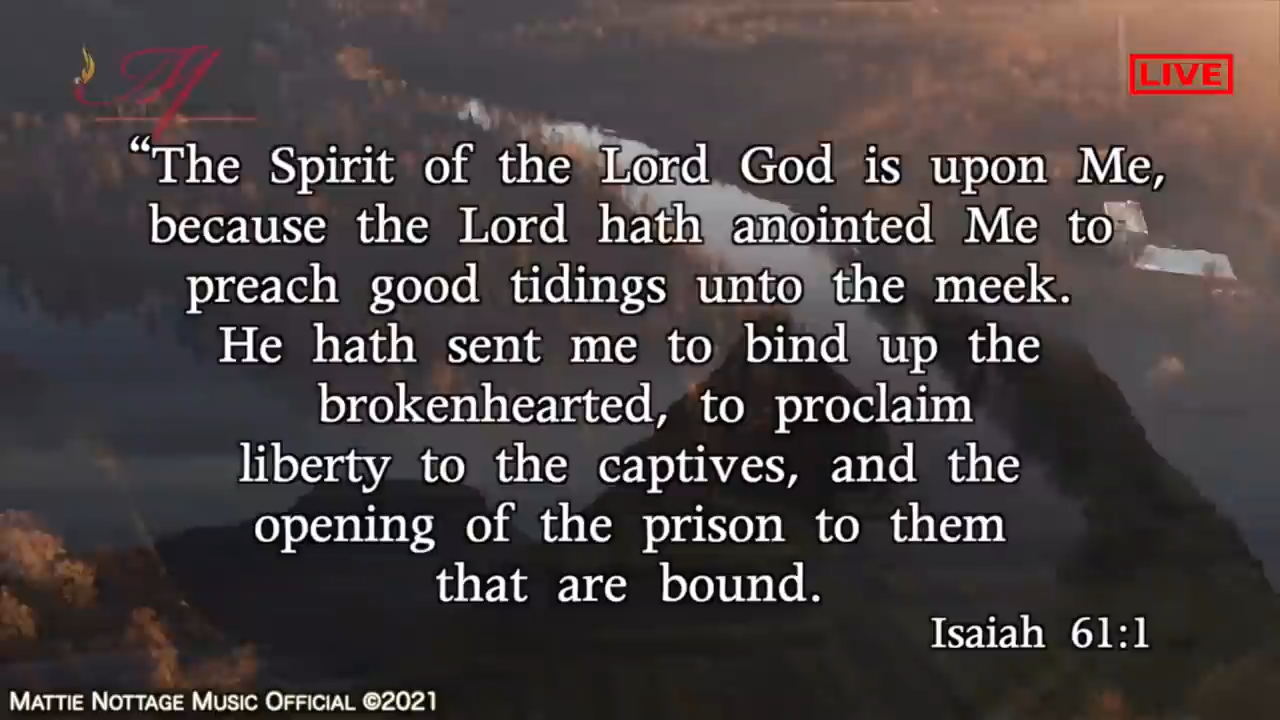 LIVE
“The Spirit of the Lord God is upon Me,
because the Lord hath anointed Me to
preach good tidings unto the meek.
He hath sent me to bind up the
brokenhearted, to proclaim
liberty to the captives, and the
opening of the prison to them
that are bound.
Isaiah 61:1
MATTIE NOTTAGE MUSIC OFFICIAL ©2021